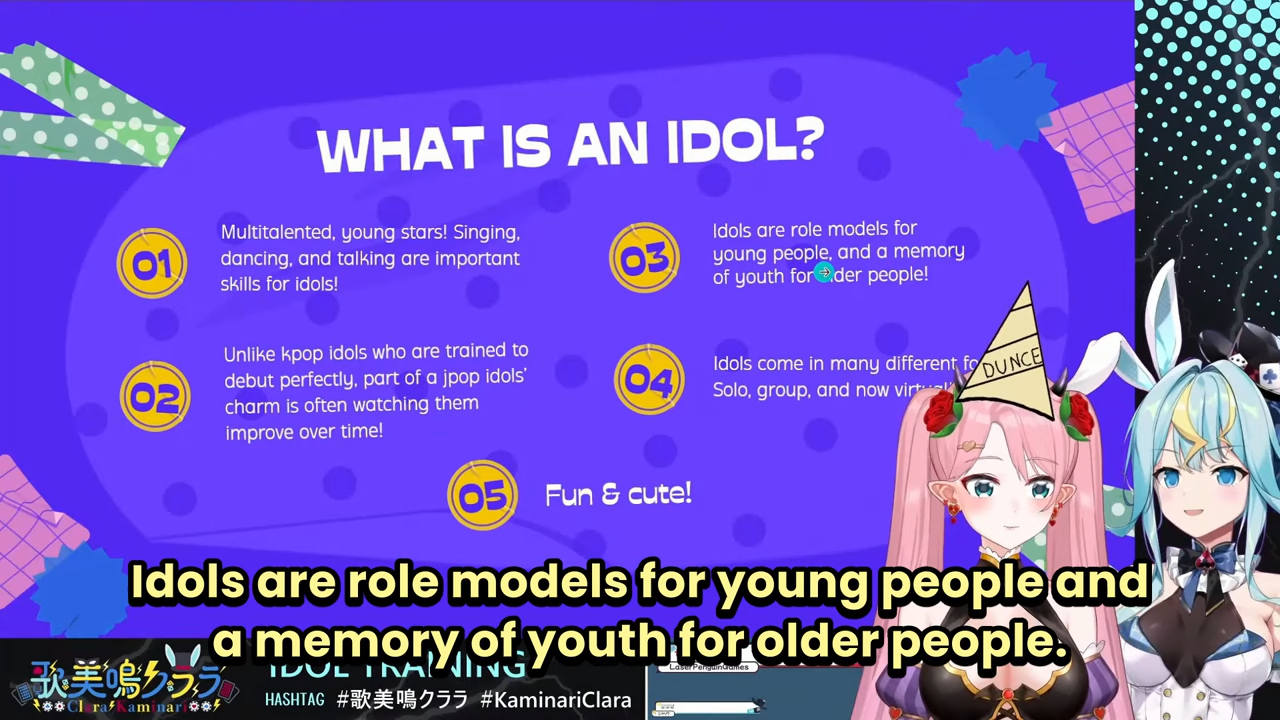 WHAT IS AN IDOL?
01
Multitalented, young stars! Singing,
dancing, and talking are important
skills for idols!
02
Unlike kpop idols who are trained to
debut perfectly, part of a jpop idols'
charm is often watching them
improve over time!
03
Idols are role models for
young people, and a memory
of youth for older people!
04
Idols come in many different
Solo, group, and now
05
Fun & cute!
DUNCE
Idols are role models for young people and
a memory of youth for older people.
歌美鳴クララ
Clara Kaminari
IDOL TRAINING
HASHTAG #歌美鳴クララ #KaminariClara
LaserPenguinGames